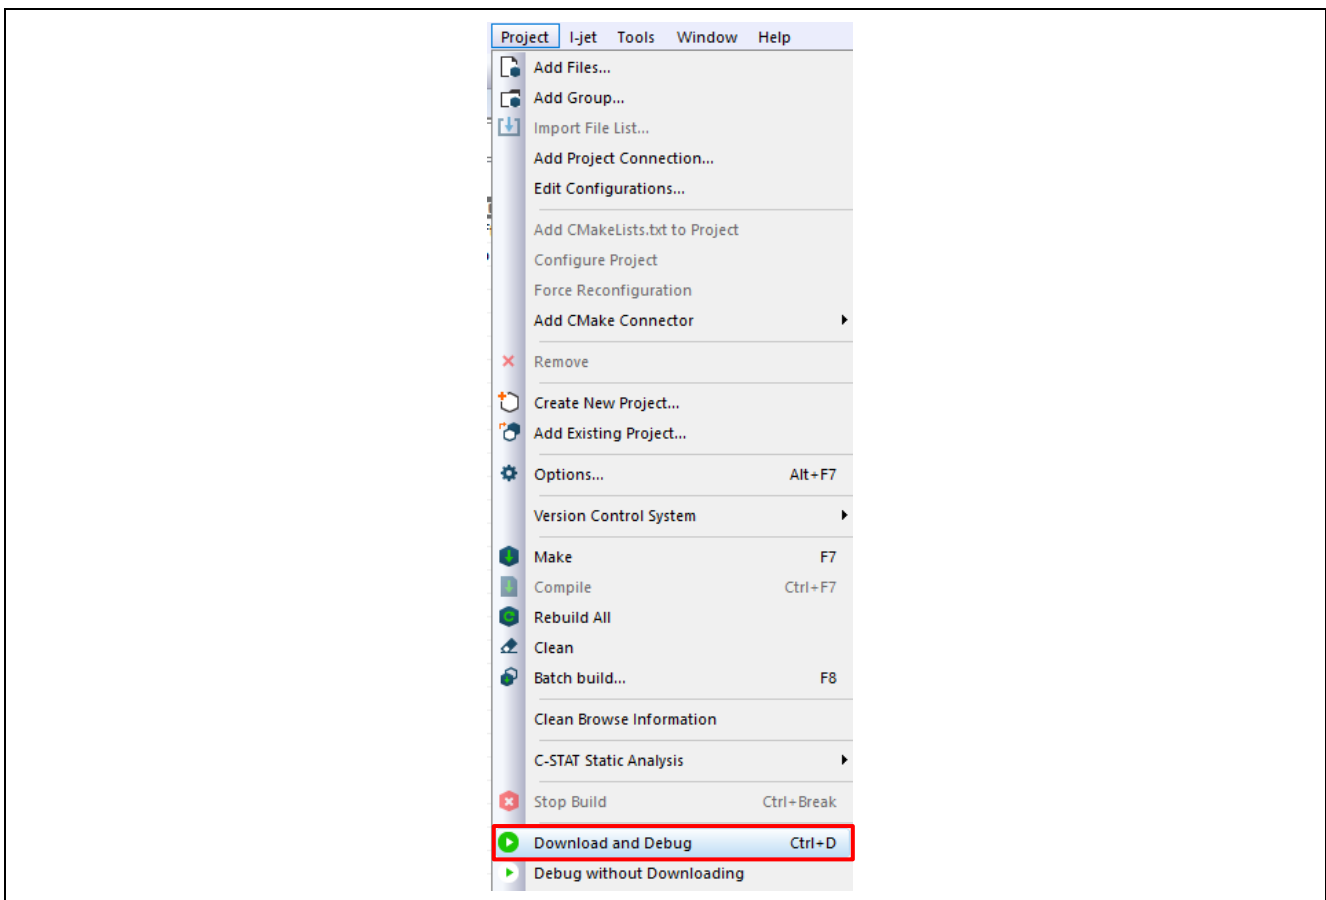 Project I-jet Tools Window Help
Add Files...
Add Group...
Import File List...
Add Project Connection...
Edit Configurations...
Add CMakeLists.txt to Project
Configure Project
Force Reconfiguration
Add CMake Connector
Remove
Create New Project...
Add Existing Project...
Options... Alt+F7
Version Control System
Make F7
Compile Ctrl+F7
Rebuild All
Clean
Batch build... F8
Clean Browse Information
C-STAT Static Analysis
Stop Build Ctrl+Break
Download and Debug Ctrl+D
Debug without Downloading